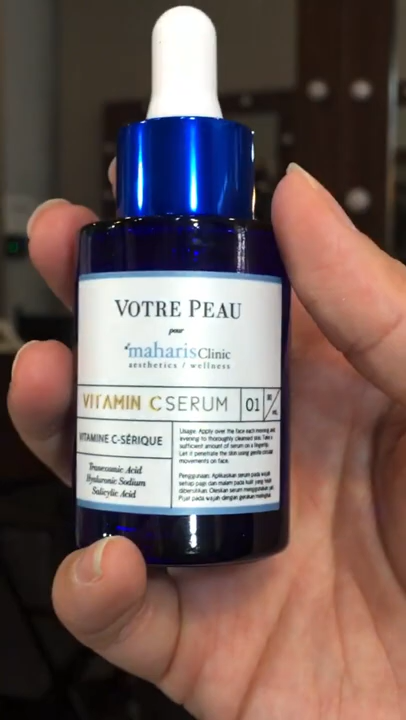 VOTRE PEAU
pour
maharisClinic
aesthetics / wellness
VITAMIN C SERUM
01
VITAMINE C-SÉRIQUE
Tranexamic Acid
Hyaluronic Sodium
Salicylic Acid
Usage: Apply over the face each morning and
evening to thoroughly cleansed skin. Take a
sufficient amount of serum on a fingertip.
Let it penetrate the skin using gentle circular
movements on face.
Penggunaan: Aplikasikan serum pada wajah
setiap pagi dan malam pada kulit yang telah
dibersihkan. Oleskan serum menggunakan
pada wajah dengan gerakan